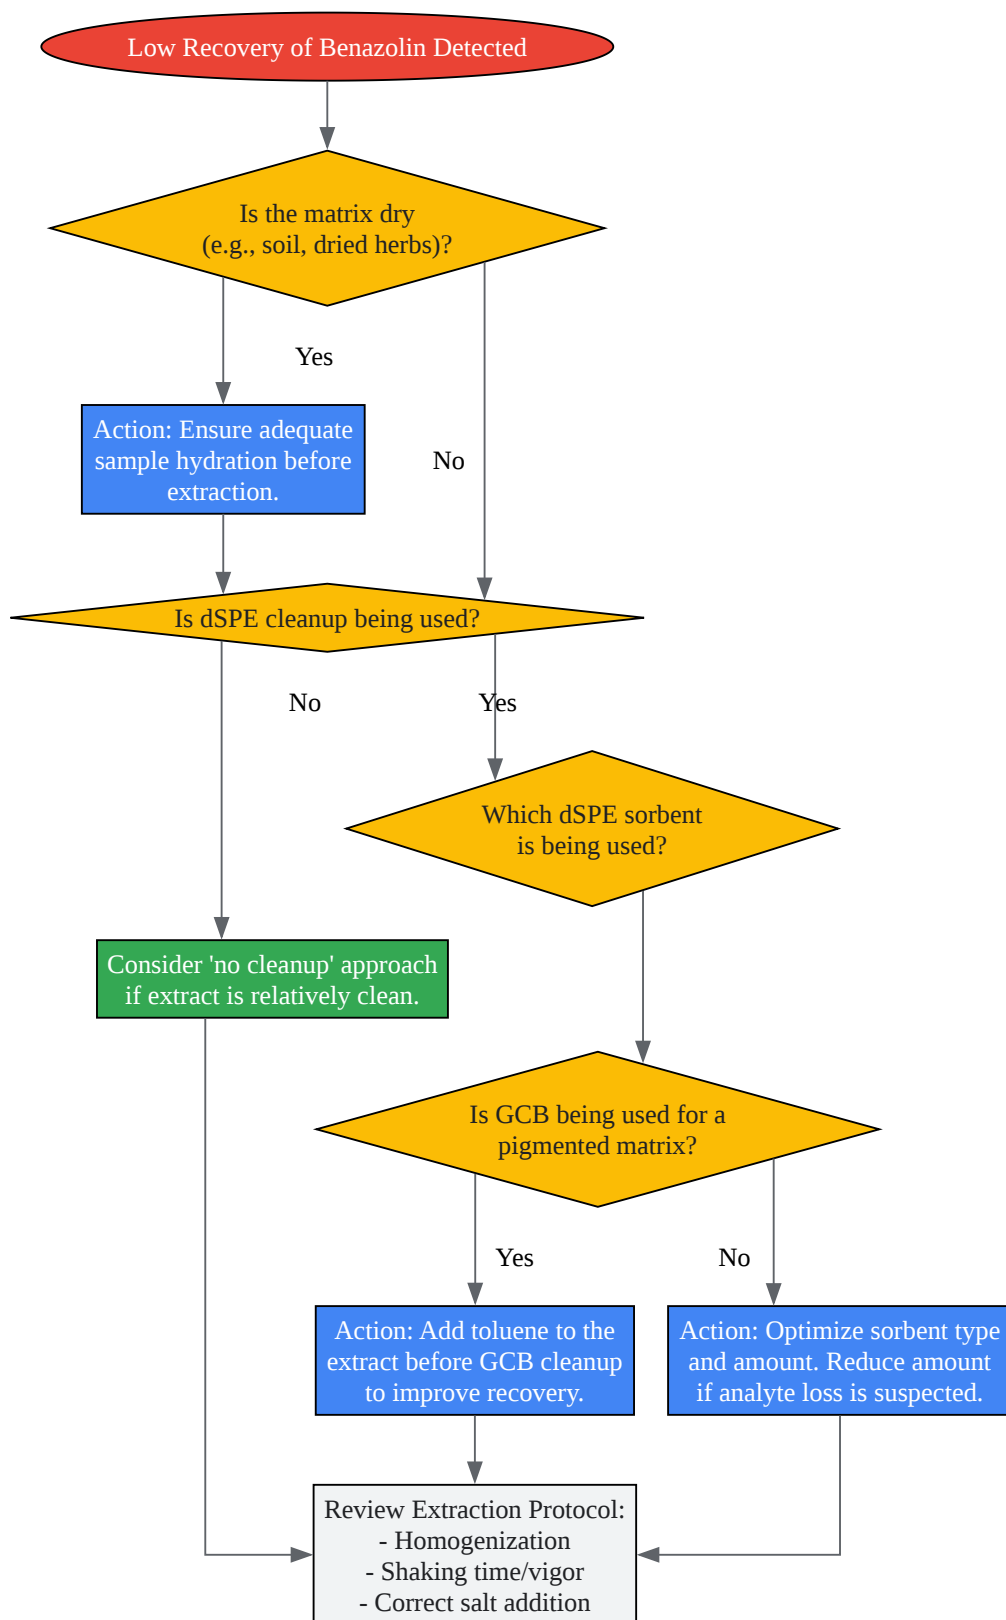 Low Recovery of Benazolin Detected
Is the matrix dry
(e.g., soil, dried herbs)?
Yes
Action: Ensure adequate
sample hydration before
extraction.
No
Is dSPE cleanup being used?
No
Yes
Which dSPE sorbent
is being used?
Consider 'no cleanup' approach
if extract is relatively clean.
Is GCB being used for a
pigmented matrix?
Yes
No
Action: Add toluene to the
extract before GCB cleanup
to improve recovery.
Action: Optimize sorbent type
and amount. Reduce amount
if analyte loss is suspected.
Review Extraction Protocol:
- Homogenization
- Shaking time/vigor
- Correct salt addition